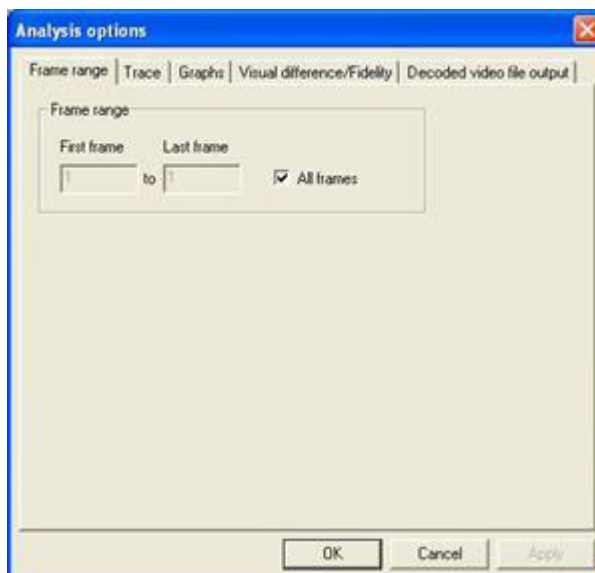 Analysis options
Frame range Trace Graphs Visual difference/Fidelity Decoded video file output
Frame range
First frame Last frame
1 to 1 All frames
OK Cancel Apply